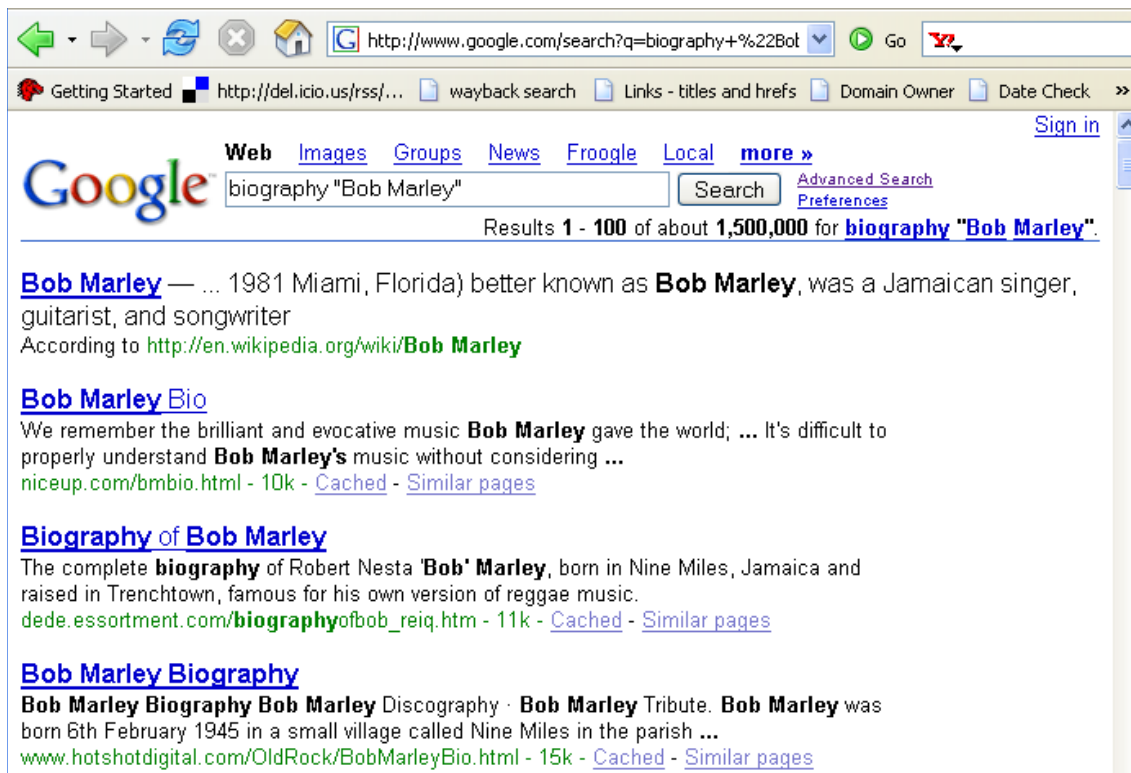 http://www.google.com/search?q=biography+%22Bob Go Y!
Getting Started http://del.icio.us/rss/... wayback search Links - titles and hrefs Domain Owner Date Check »
Sign in
Web Images Groups News Froogle Local more »
Google™ biography "Bob Marley" Search Advanced Search
Preferences
Results 1 - 100 of about 1,500,000 for biography "Bob Marley".
Bob Marley — ... 1981 Miami, Florida) better known as Bob Marley, was a Jamaican singer,
guitarist, and songwriter
According to http://en.wikipedia.org/wiki/Bob Marley
Bob Marley Bio
We remember the brilliant and evocative music Bob Marley gave the world; ... It's difficult to
properly understand Bob Marley's music without considering ...
niceup.com/bmbio.html - 10k - Cached - Similar pages
Biography of Bob Marley
The complete biography of Robert Nesta 'Bob' Marley, born in Nine Miles, Jamaica and
raised in Trenchtown, famous for his own version of reggae music.
dede.essortment.com/biographyofbob_reiq.htm - 11k - Cached - Similar pages
Bob Marley Biography
Bob Marley Biography Bob Marley Discography · Bob Marley Tribute. Bob Marley was
born 6th February 1945 in a small village called Nine Miles in the parish ...
www.hotshotdigital.com/OldRock/BobMarleyBio.html - 15k - Cached - Similar pages